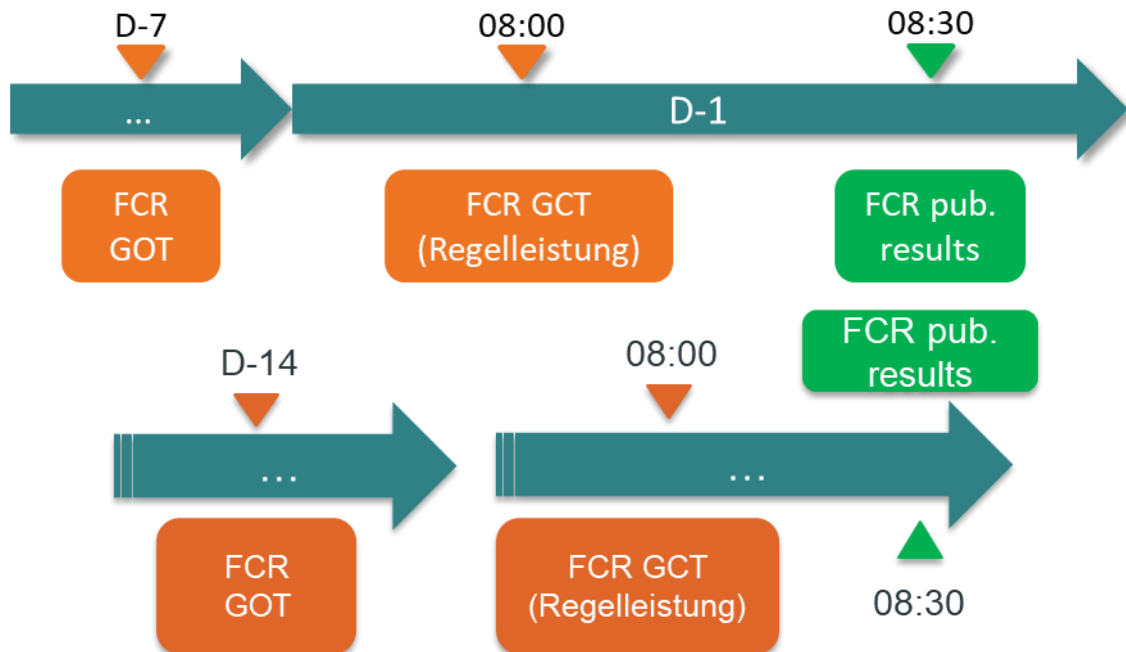 D-7
08:00
08:30
...
D-1
FCR
GOT
FCR GCT
(Regelleistung)
FCR pub.
results
FCR pub.
results
D-14
08:00
...
...
FCR
GOT
FCR GCT
(Regelleistung)
08:30